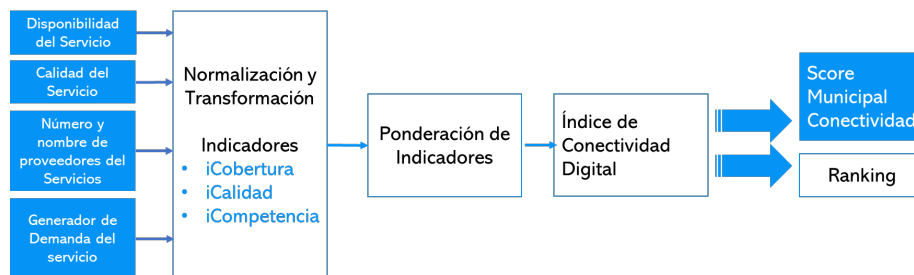 Disponibilidad
del Servicio
Calidad del
Servicio
Número y
nombre de
proveedores del
Servicios
Generador de
Demanda del
servicio
Normalización y
Transformación
Indicadores
• iCobertura
• iCalidad
• iCompetencia
Ponderación de
Indicadores
Índice de
Conectividad
Digital
Score
Municipal
Conectividad
Ranking